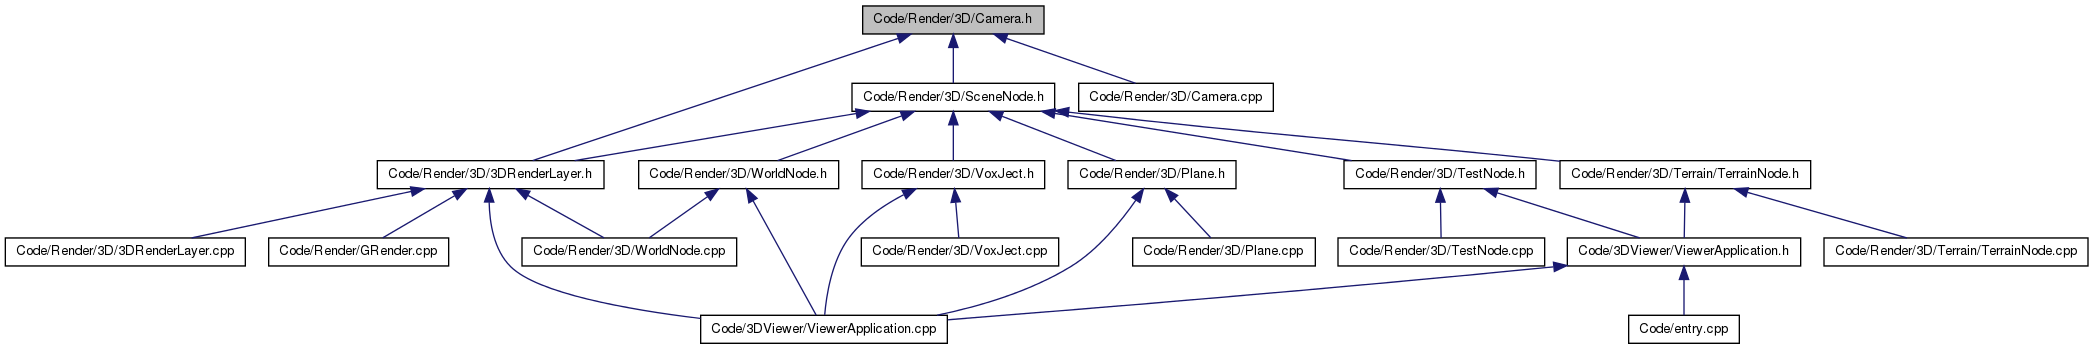 Code/Render/3D/Camera.h
Code/Render/3D/SceneNode.h
Code/Render/3D/Camera.cpp
Code/Render/3D/3DRenderLayer.h
Code/Render/3D/WorldNode.h
Code/Render/3D/VoxJect.h
Code/Render/3D/Plane.h
Code/Render/3D/TestNode.h
Code/Render/3D/Terrain/TerrainNode.h
Code/Render/3D/3DRenderLayer.cpp
Code/Render/GRender.cpp
Code/Render/3D/WorldNode.cpp
Code/Render/3D/VoxJect.cpp
Code/Render/3D/Plane.cpp
Code/Render/3D/TestNode.cpp
Code/3DViewer/ViewerApplication.h
Code/Render/3D/Terrain/TerrainNode.cpp
Code/3DViewer/ViewerApplication.cpp
Code/entry.cpp